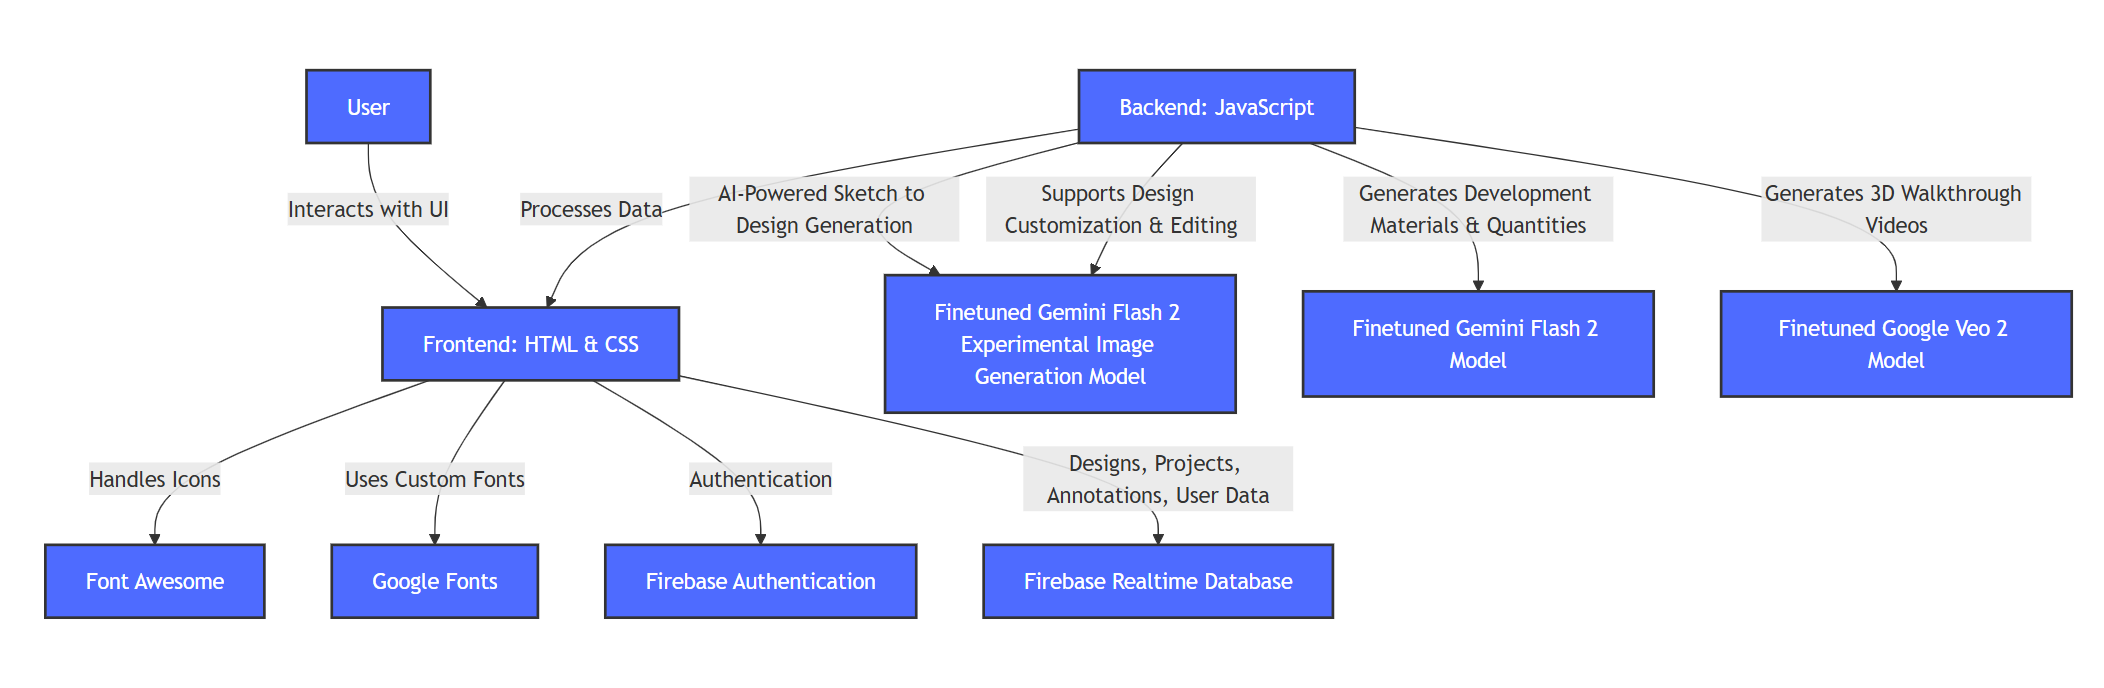 User
Backend: JavaScript
Interacts with UI
Processes Data
AI-Powered Sketch to
Design Generation
Supports Design
Customization & Editing
Generates Development
Materials & Quantities
Generates 3D Walkthrough
Videos
Frontend: HTML & CSS
Finetuned Gemini Flash 2
Experimental Image
Generation Model
Finetuned Gemini Flash 2
Model
Finetuned Google Veo 2
Model
Handles Icons
Uses Custom Fonts
Authentication
Designs, Projects,
Annotations, User Data
Font Awesome
Google Fonts
Firebase Authentication
Firebase Realtime Database